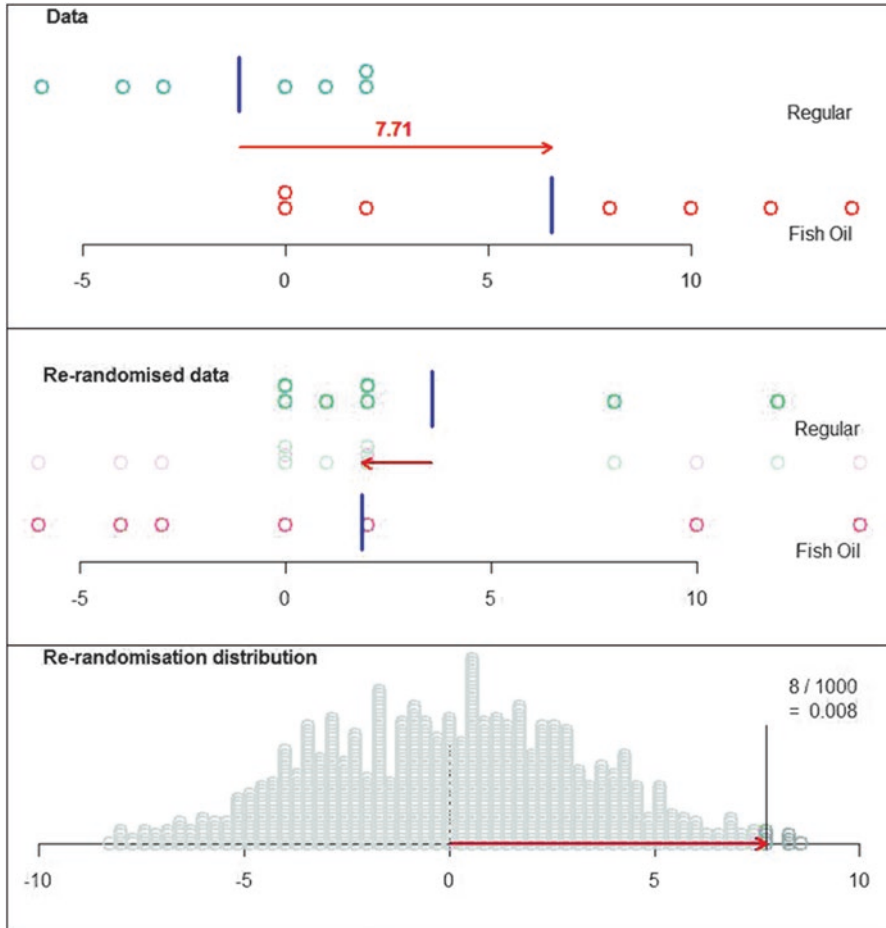 Data
Regular
7.71
Fish Oil
-5 0 5 10
Re-randomised data
Regular
Fish Oil
-5 0 5 10
Re-randomisation distribution
8 / 1000
= 0.008
-10 -5 0 5 10